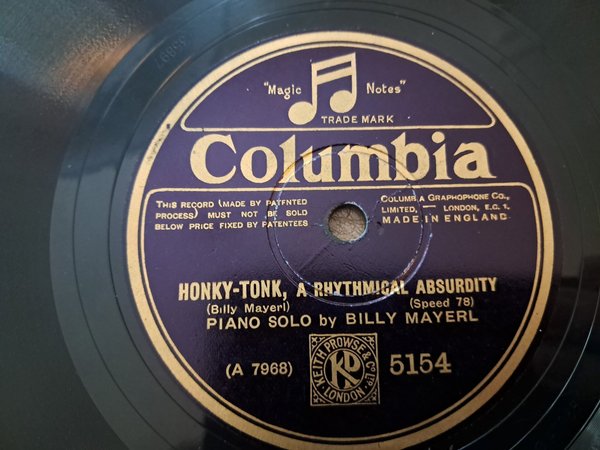 "Magic Notes"
TRADE MARK
Columbia
THIS RECORD (MADE BY PATENTED
PROCESS) MUST NOT BE SOLD
BELOW PRICE FIXED BY PATENTEES
COLUMBIA GRAPHOPHONE CO.,
LIMITED, — LONDON, E.C. 1.
MADE IN ENGLAND
HONKY-TONK, A RHYTHMICAL ABSURDITY
(Billy Mayerl) (Speed 78)
PIANO SOLO by BILLY MAYERL
(A 7968)
KEITH PROWSE & CO LTD
LONDON
KP
5154